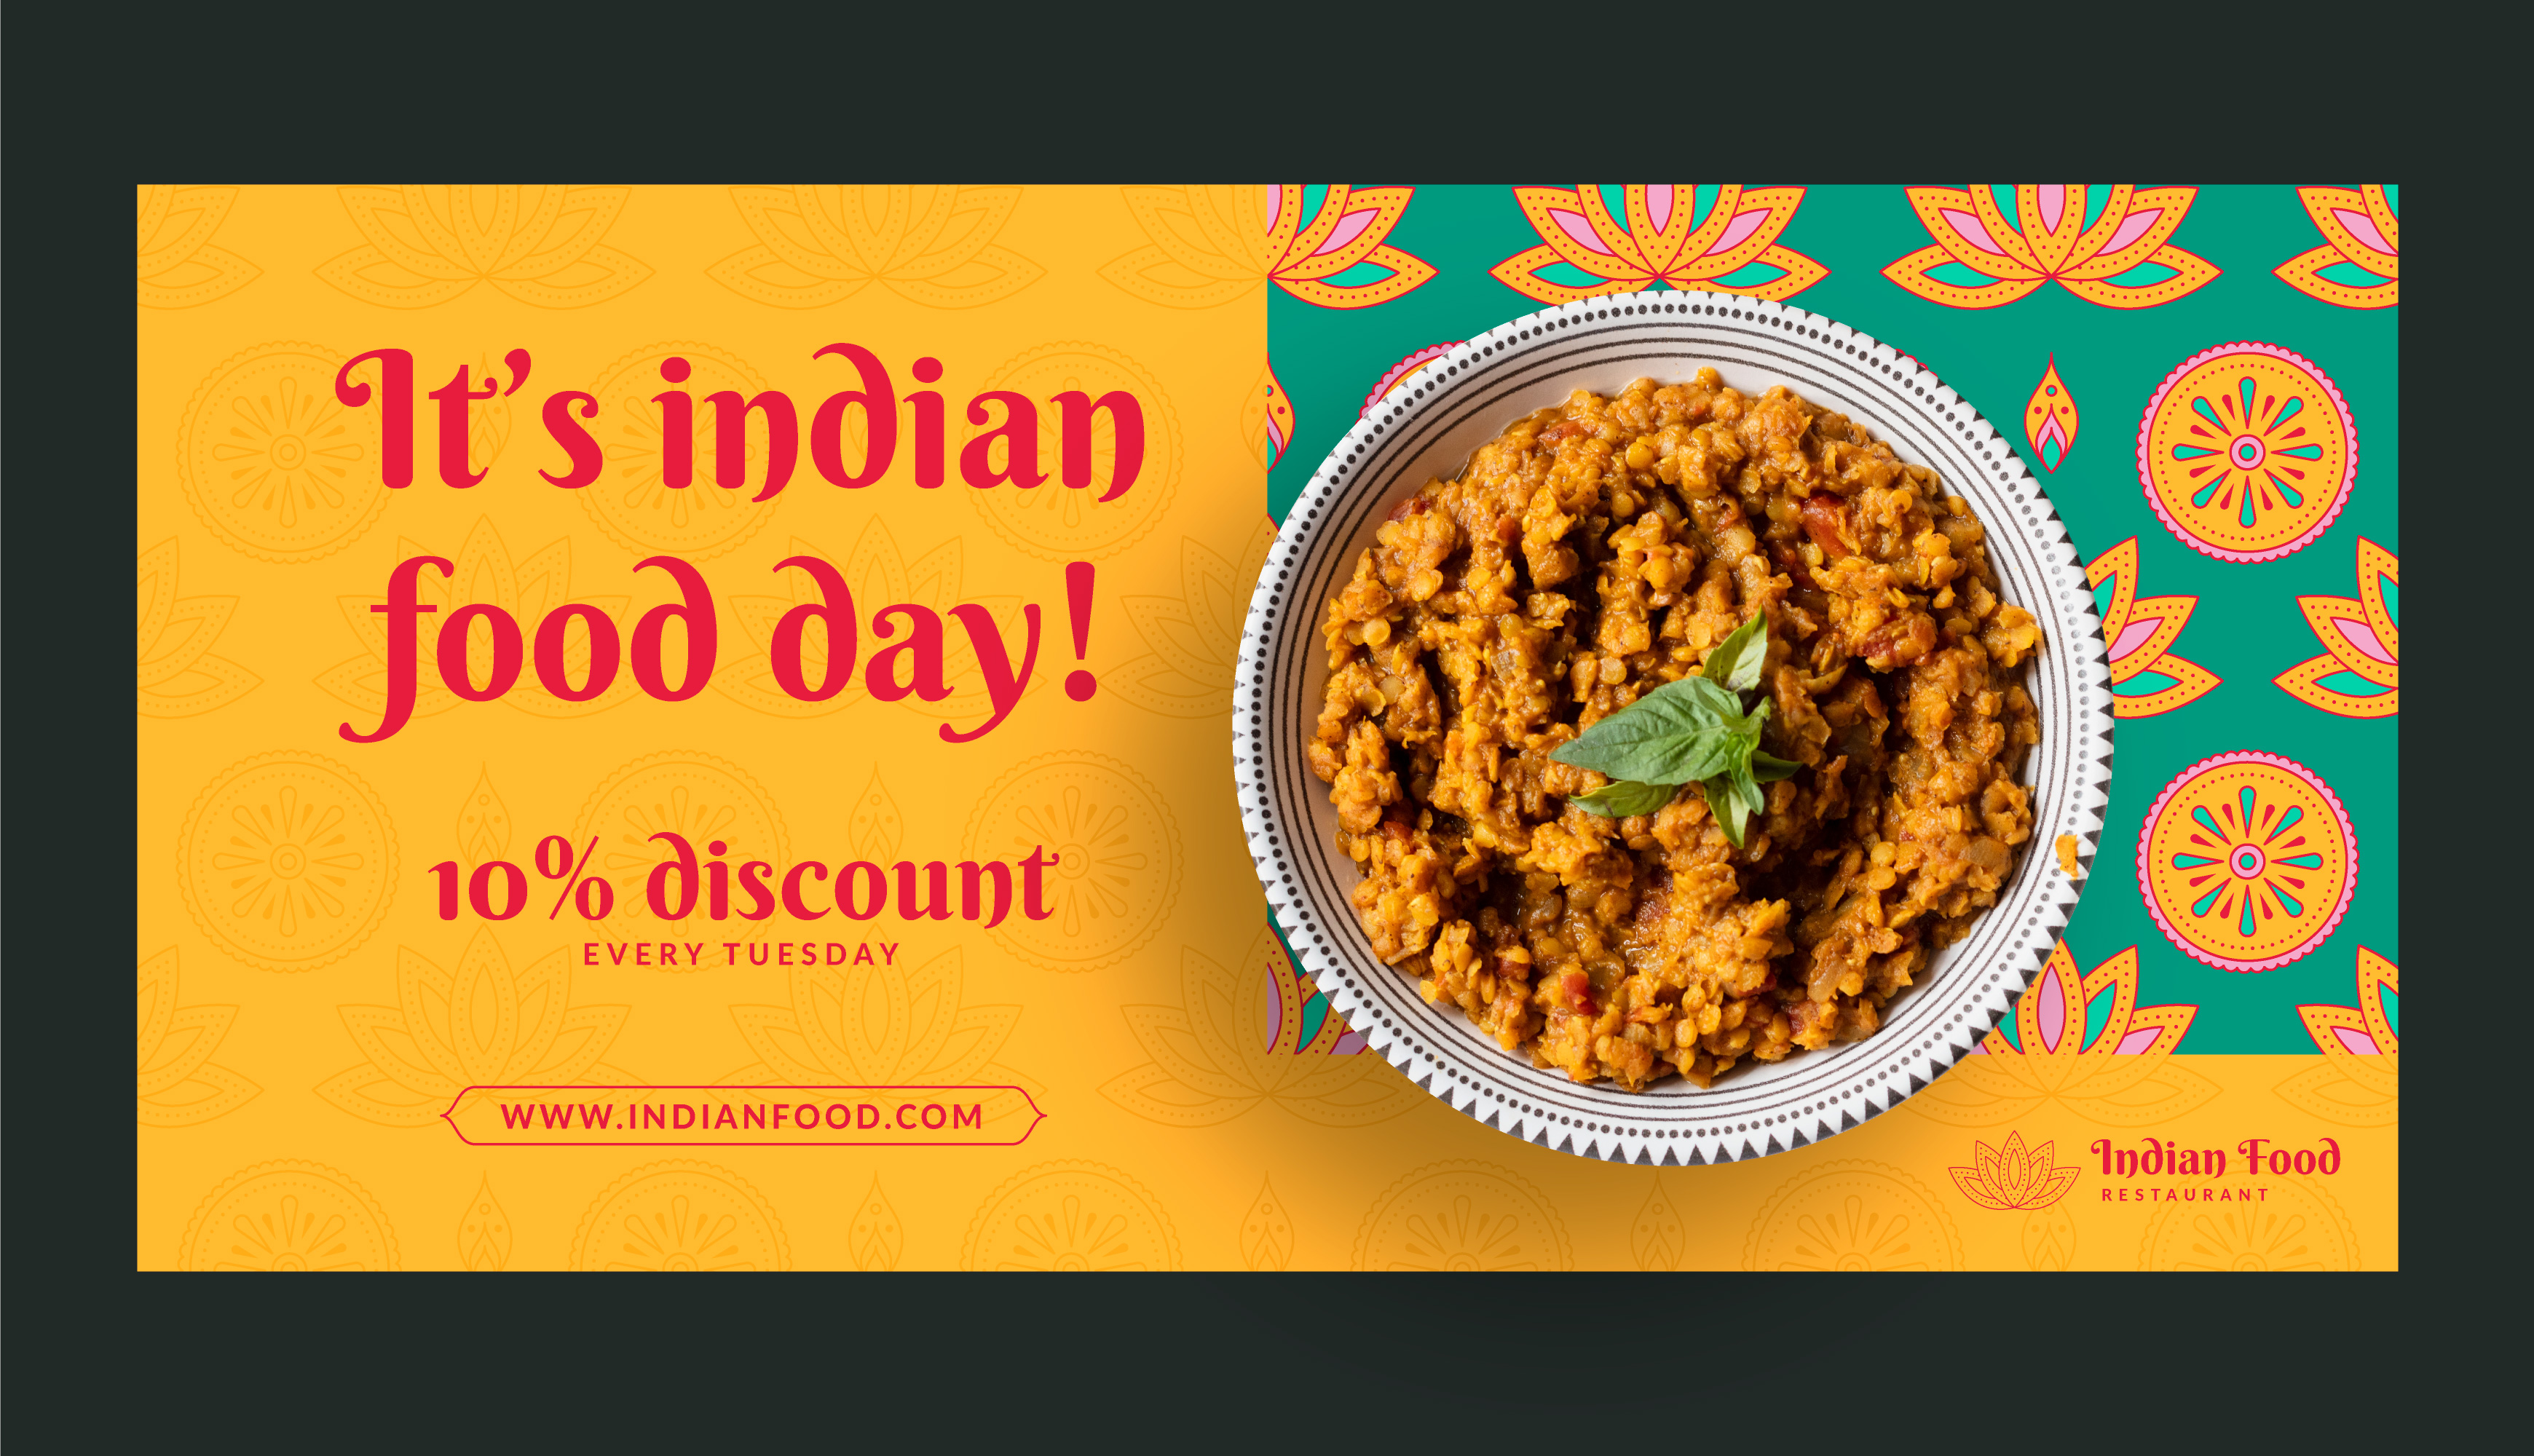 It's indian
food day!
10% discount
EVERY TUESDAY
WWW.INDIANFOOD.COM
Indian Food
RESTAURANT